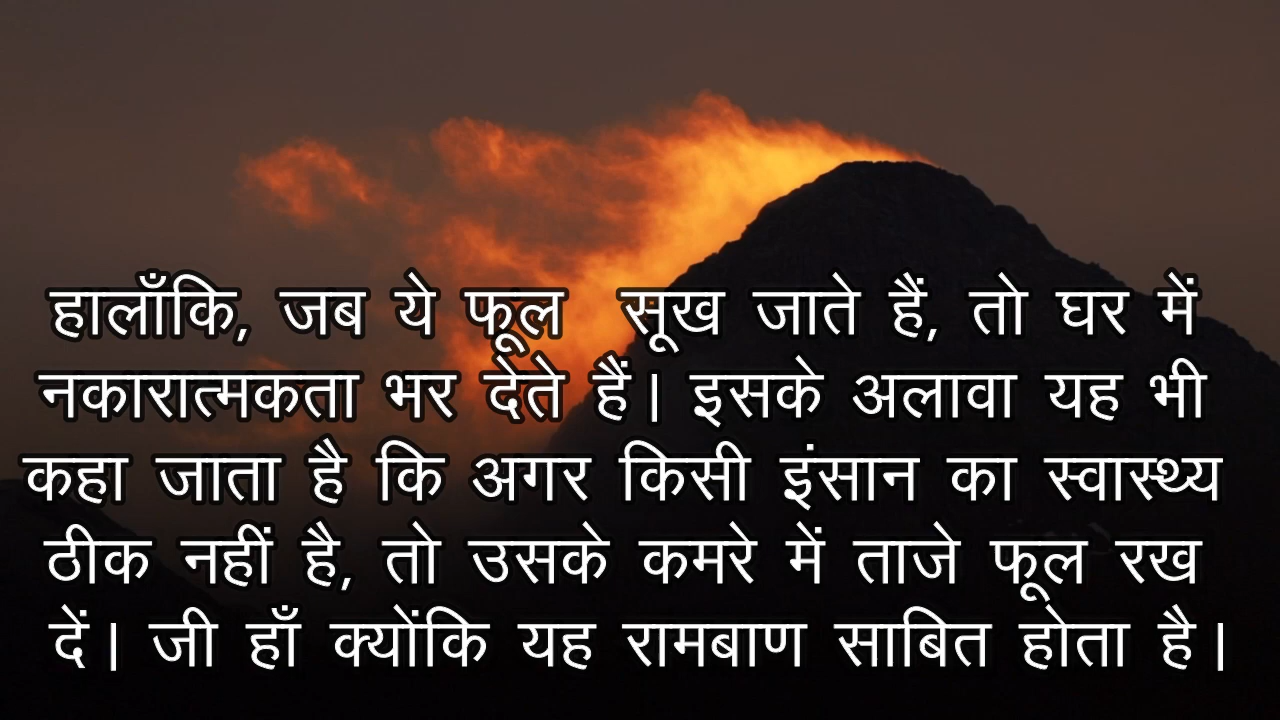 हालाँकि, जब ये फूल सूख जाते हैं, तो घर में
नकारात्मकता भर देते हैं। इसके अलावा यह भी
कहा जाता है कि अगर किसी इंसान का स्वास्थ्य
ठीक नहीं है, तो उसके कमरे में ताजे फूल रख
दें। जी हाँ क्योंकि यह रामबाण साबित होता है।